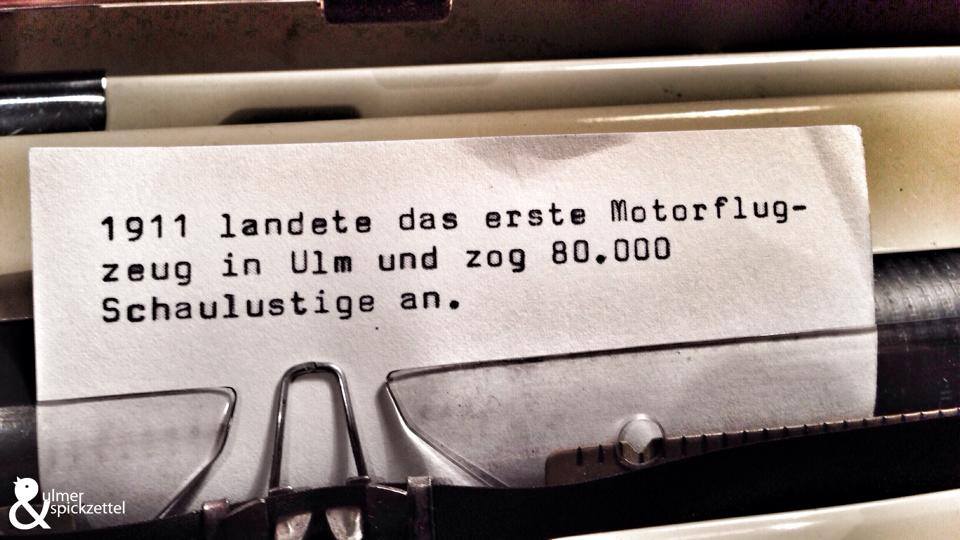 1911 landete das erste Motorflug-
zeug in Ulm und zog 80.000
Schaulustige an.
ulmer
spickzettel